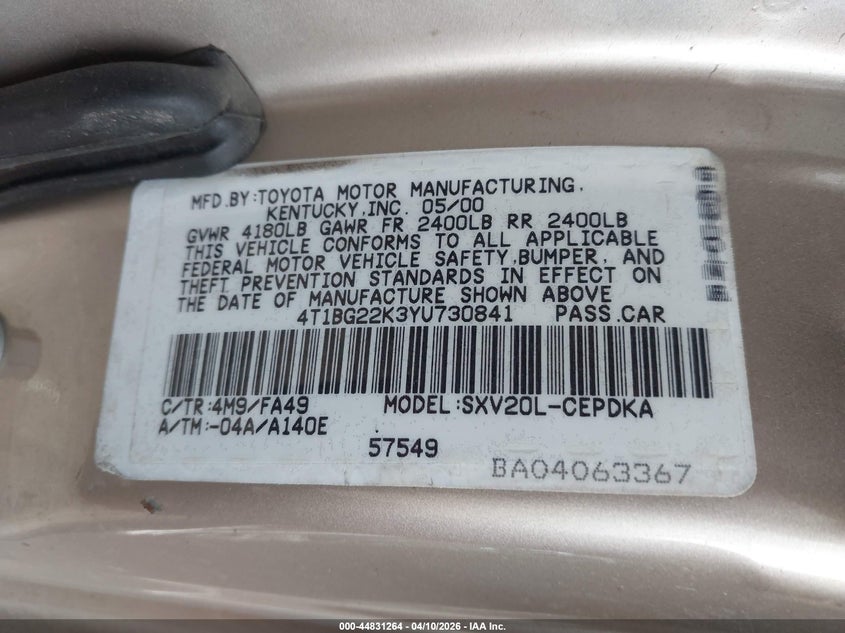 MFD.BY:TOYOTA MOTOR MANUFACTURING,
KENTUCKY,INC. 05/00
GVWR 4180LB GAWR FR 2400LB RR 2400LB
THIS VEHICLE CONFORMS TO ALL APPLICABLE
FEDERAL MOTOR VEHICLE SAFETY,BUMPER, AND
THEFT PREVENTION STANDARDS IN EFFECT ON
THE DATE OF MANUFACTURE SHOWN ABOVE
4T1BG22K3YU730841 PASS.CAR
C/TR:4M9/FA49 MODEL:SXV20L-CEPDKA
A/TM:-04A/A140E
57549
BA04063367
000-44831264 - 04/10/2026 - IAA Inc.